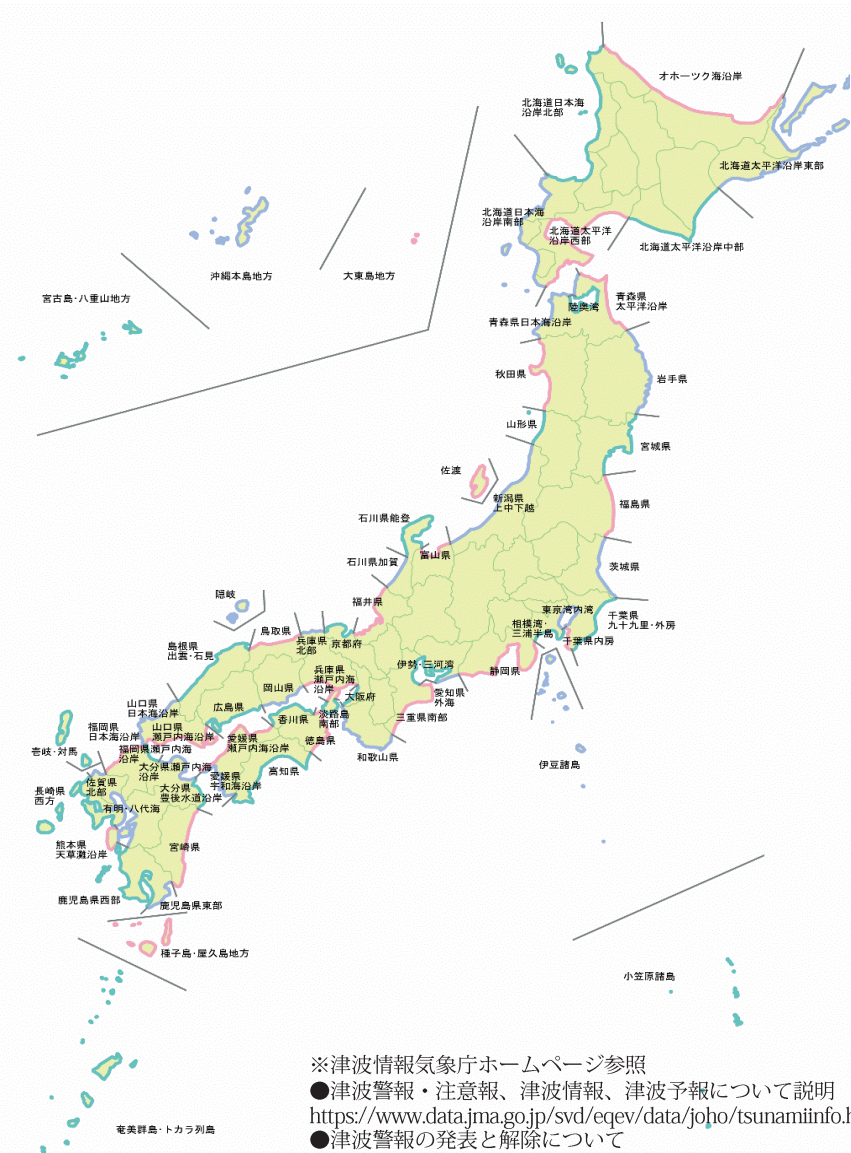 オホーツク海沿岸
北海道日本海
沿岸北部
北海道太平洋沿岸東部
北海道日本海
沿岸南部
北海道太平洋
沿岸西部
北海道太平洋沿岸中部
沖縄本島地方
大東島地方
宮古島・八重山地方
陸奥湾
青森県
太平洋沿岸
青森県日本海沿岸
秋田県
岩手県
山形県
宮城県
佐渡
新潟県
上中下越
福島県
石川県能登
富山県
石川県加賀
茨城県
福井県
隠岐
東京湾内湾
千葉県
九十九里・外房
相模湾・
三浦半島
千葉県内房
鳥取県
兵庫県
北部
京都府
島根県
出雲・石見
伊勢・三河湾
静岡県
兵庫県
瀬戸内海
沿岸
岡山県
大阪府
愛知県
外海
山口県
日本海沿岸
広島県
淡路島
南部
三重県南部
香川県
福岡県
日本海沿岸
山口県
瀬戸内海沿岸
愛媛県
瀬戸内海沿岸
徳島県
壱岐・対馬
福岡県瀬戸内海
沿岸
和歌山県
大分県瀬戸内海
沿岸
高知県
伊豆諸島
愛媛県
宇和海沿岸
佐賀県
北部
大分県
豊後水道沿岸
長崎県
西方
有明・八代海
熊本県
天草灘沿岸
宮崎県
鹿児島県西部
鹿児島県東部
種子島・屋久島地方
小笠原諸島
奄美群島・トカラ列島
※津波情報気象庁ホームページ参照
●津波警報・注意報、津波情報、津波予報について説明
https://www.data.jma.go.jp/svd/eqev/data/joho/tsunamiinfo.h
●津波警報の発表と解除について